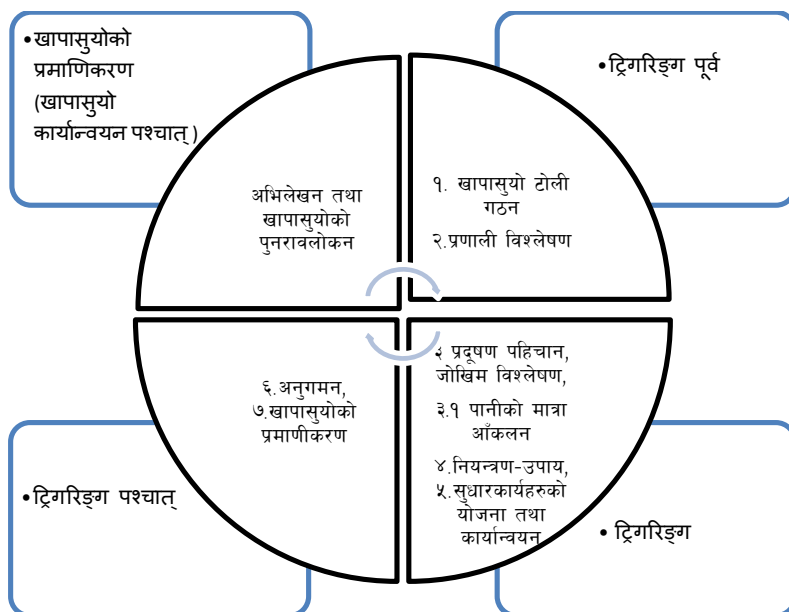 •खापासुयोको
प्रमाणिकरण
(खापासुयो
कार्यान्वयन पश्चात् )
•ट्रिगरिङ्ग पूर्व
अभिलेखन तथा
खापासुयोको
पुनरावलोकन
१. खापासुयो टोली
गठन
२.प्रणाली विश्लेषण
६.अनुगमन,
७.खापासुयोको
प्रमाणीकरण
३ प्रदूषण पहिचान,
जोखिम विश्लेषण,
३.१ पानीको मात्रा
आँकलन
४.नियन्त्रण-उपाय,
५.सुधारकार्यहरुको
योजना तथा
कार्यान्वयन
•ट्रिगरिङ्ग पश्चात्
• ट्रिगरिङ्ग